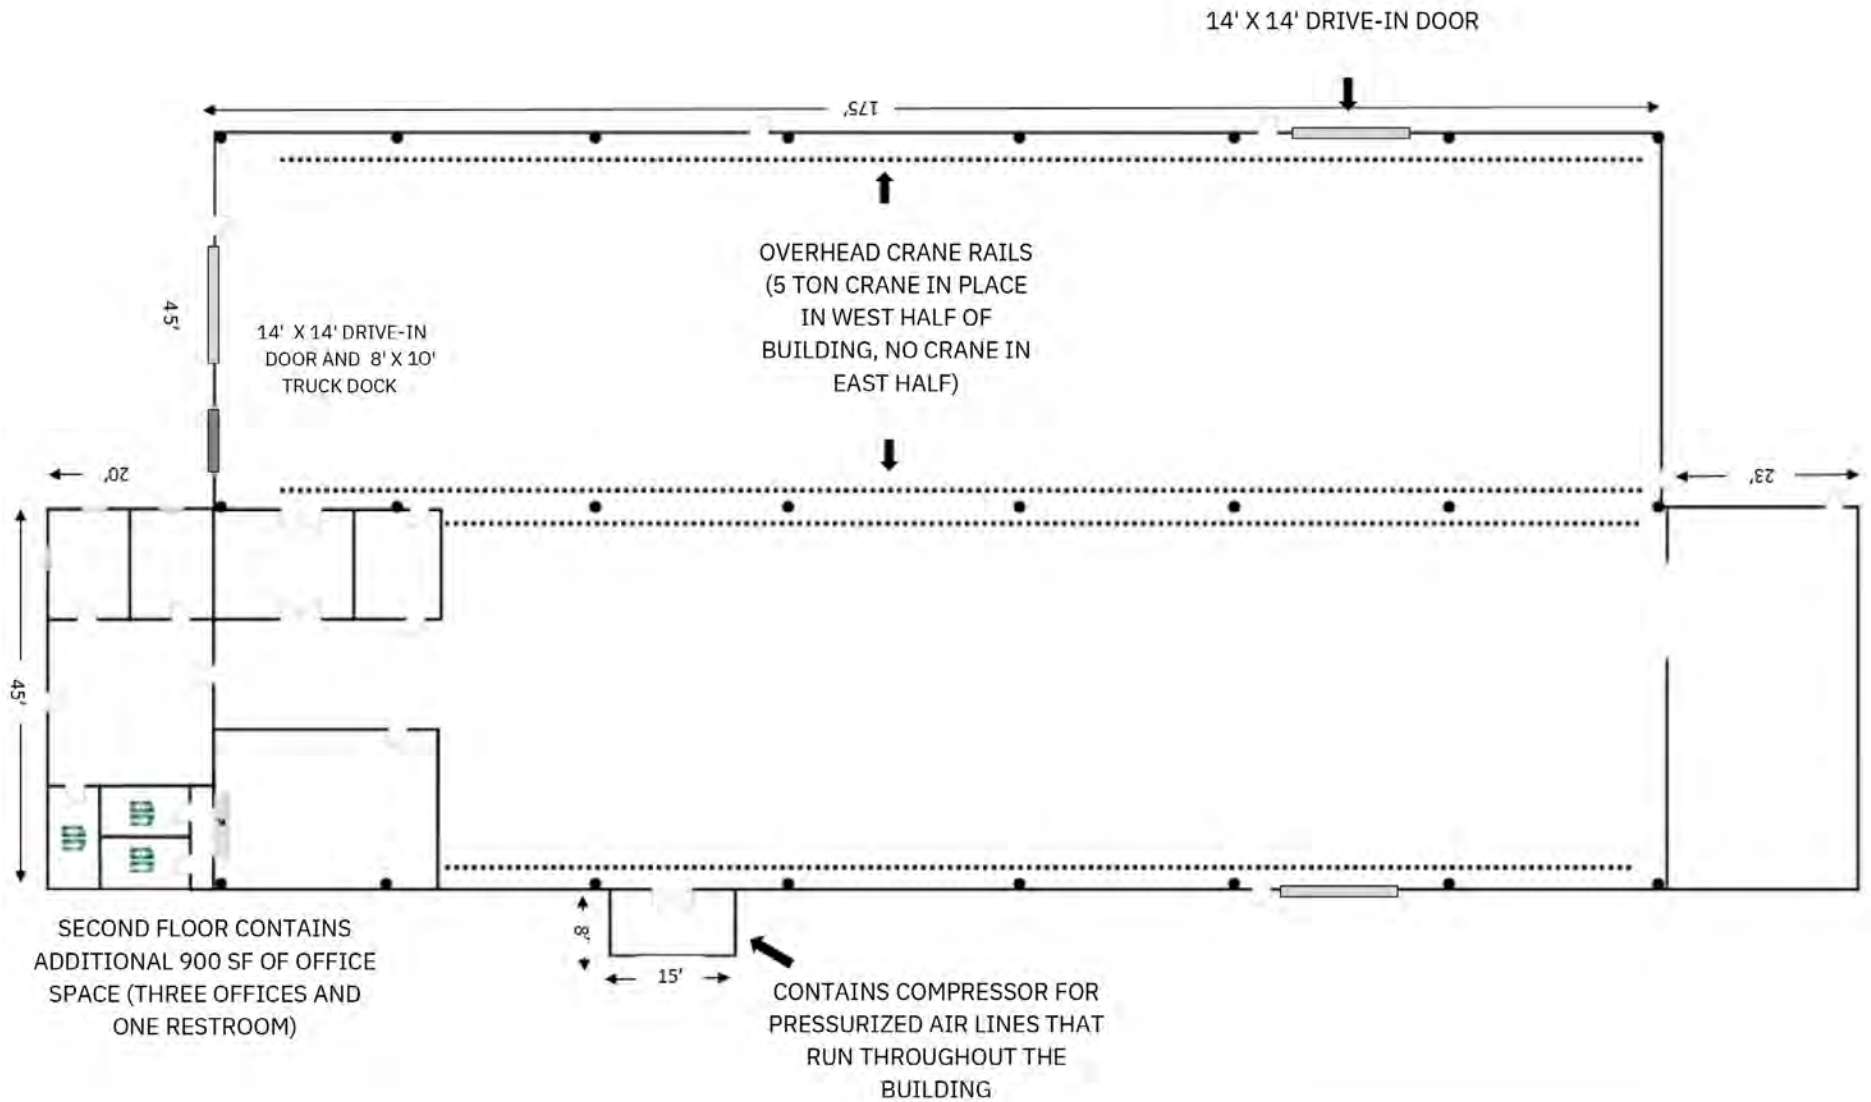 14' X 14' DRIVE-IN DOOR
175'
OVERHEAD CRANE RAILS
(5 TON CRANE IN PLACE
IN WEST HALF OF
BUILDING, NO CRANE IN
EAST HALF)
45'
14' X 14' DRIVE-IN
DOOR AND 8' X 10'
TRUCK DOCK
20'
23'
45'
8'
15'
SECOND FLOOR CONTAINS
ADDITIONAL 900 SF OF OFFICE
SPACE (THREE OFFICES AND
ONE RESTROOM)
CONTAINS COMPRESSOR FOR
PRESSURIZED AIR LINES THAT
RUN THROUGHOUT THE
BUILDING